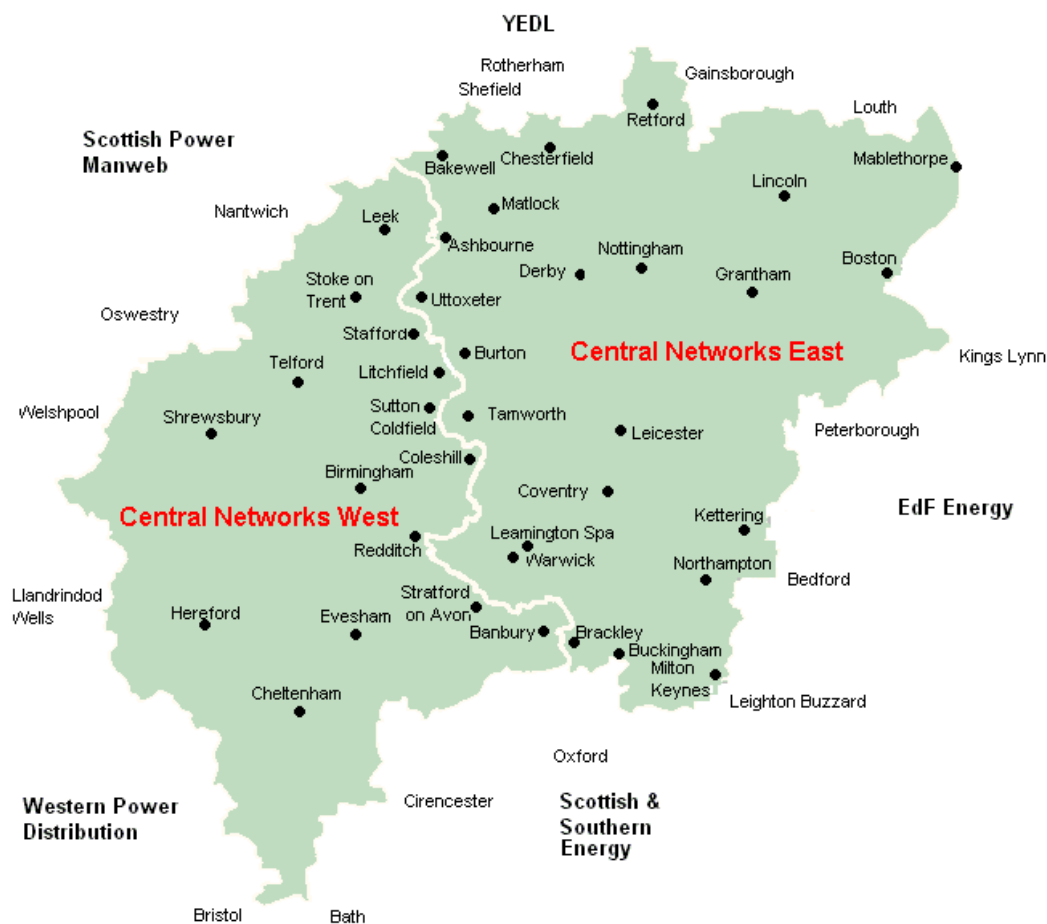 YEDL
Rotherham
Shefield
Gainsborough
Louth
Retford
Scottish Power
Manweb
Bakewell
Chesterfield
Mablethorpe
Lincoln
Matlock
Nantwich
Leek
Ashbourne
Nottingham
Derby
Grantham
Boston
Stoke on
Trent
Uttoxeter
Oswestry
Stafford
Burton
Central Networks East
Kings Lynn
Telford
Litchfield
Welshpool
Shrewsbury
Sutton
Coldfield
Tamworth
Leicester
Peterborough
Coleshill
Birmingham
Coventry
Central Networks West
Kettering
EdF Energy
Redditch
Leamington Spa
Warwick
Northampton
Bedford
Llandrindod
Wells
Hereford
Evesham
Stratford
on Avon
Banbury
Brackley
Buckingham
Milton
Keynes
Leighton Buzzard
Cheltenham
Oxford
Cirencester
Western Power
Distribution
Scottish &
Southern
Energy
Bristol
Bath